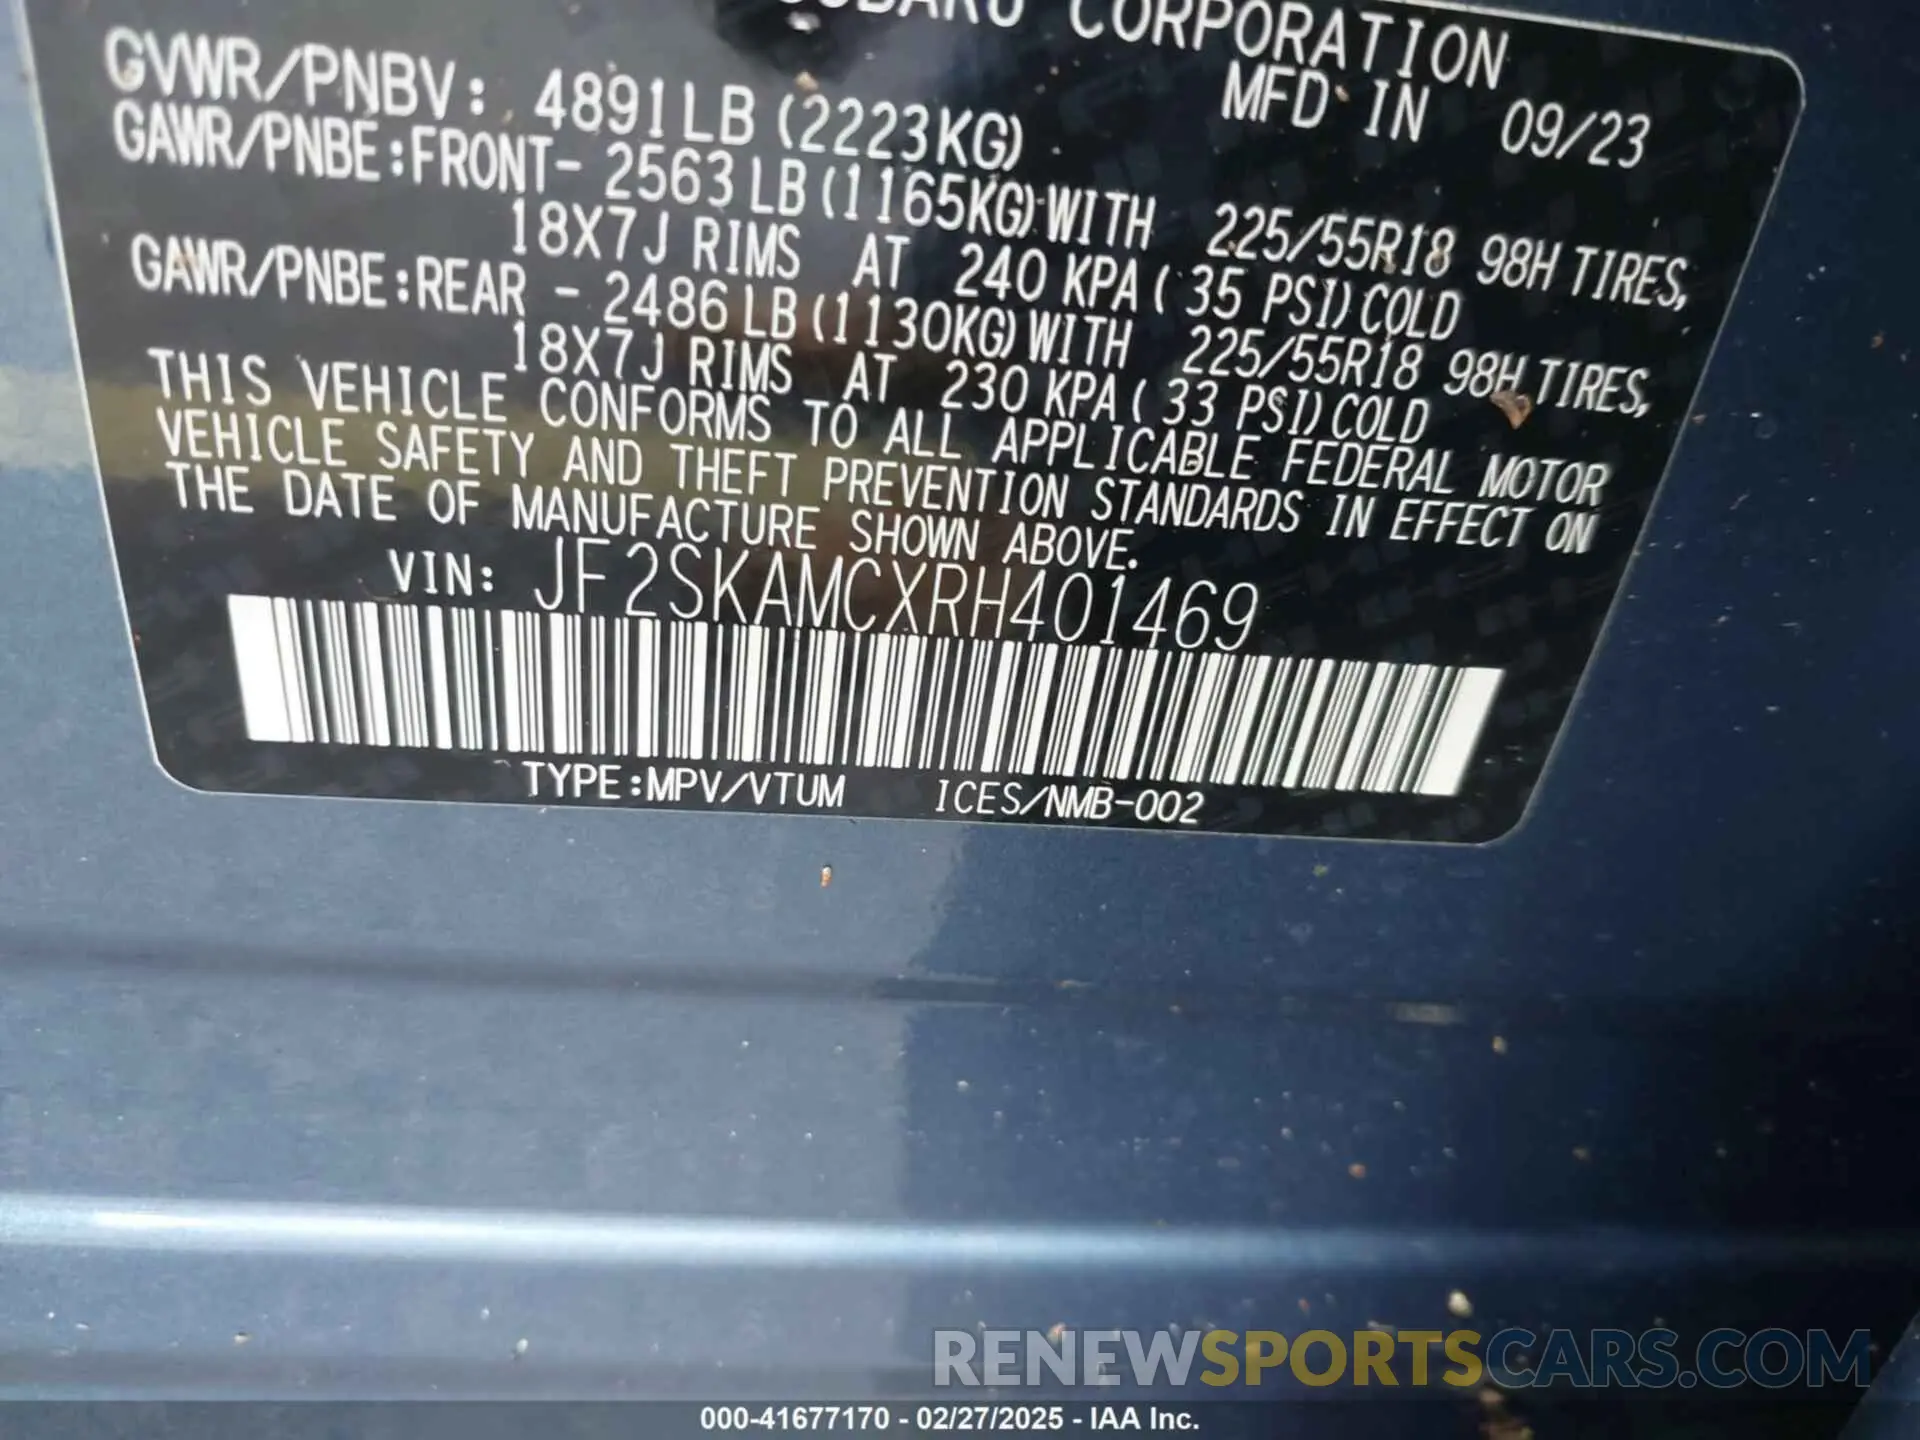 SUBARU CORPORATION
GVWR/PNBV: 4891LB (2223KG) MFD IN 09/23
GAWR/PNBE:FRONT- 2563 LB (1165KG) WITH 225/55R18 98H TIRES,
18X7J RIMS AT 240 KPA ( 35 PSI) COLD
GAWR/PNBE:REAR - 2486 LB (1130KG) WITH 225/55R18 98H TIRES,
18X7J RIMS AT 230 KPA ( 33 PSI) COLD
THIS VEHICLE CONFORMS TO ALL APPLICABLE FEDERAL MOTOR
VEHICLE SAFETY AND THEFT PREVENTION STANDARDS IN EFFECT ON
THE DATE OF MANUFACTURE SHOWN ABOVE.
VIN: JF2SKAMCXRH401469
TYPE:MPV/VTUM ICES/NMB-002
RENEWSPORTSCARS.COM
000-41677170 - 02/27/2025 - IAA Inc.